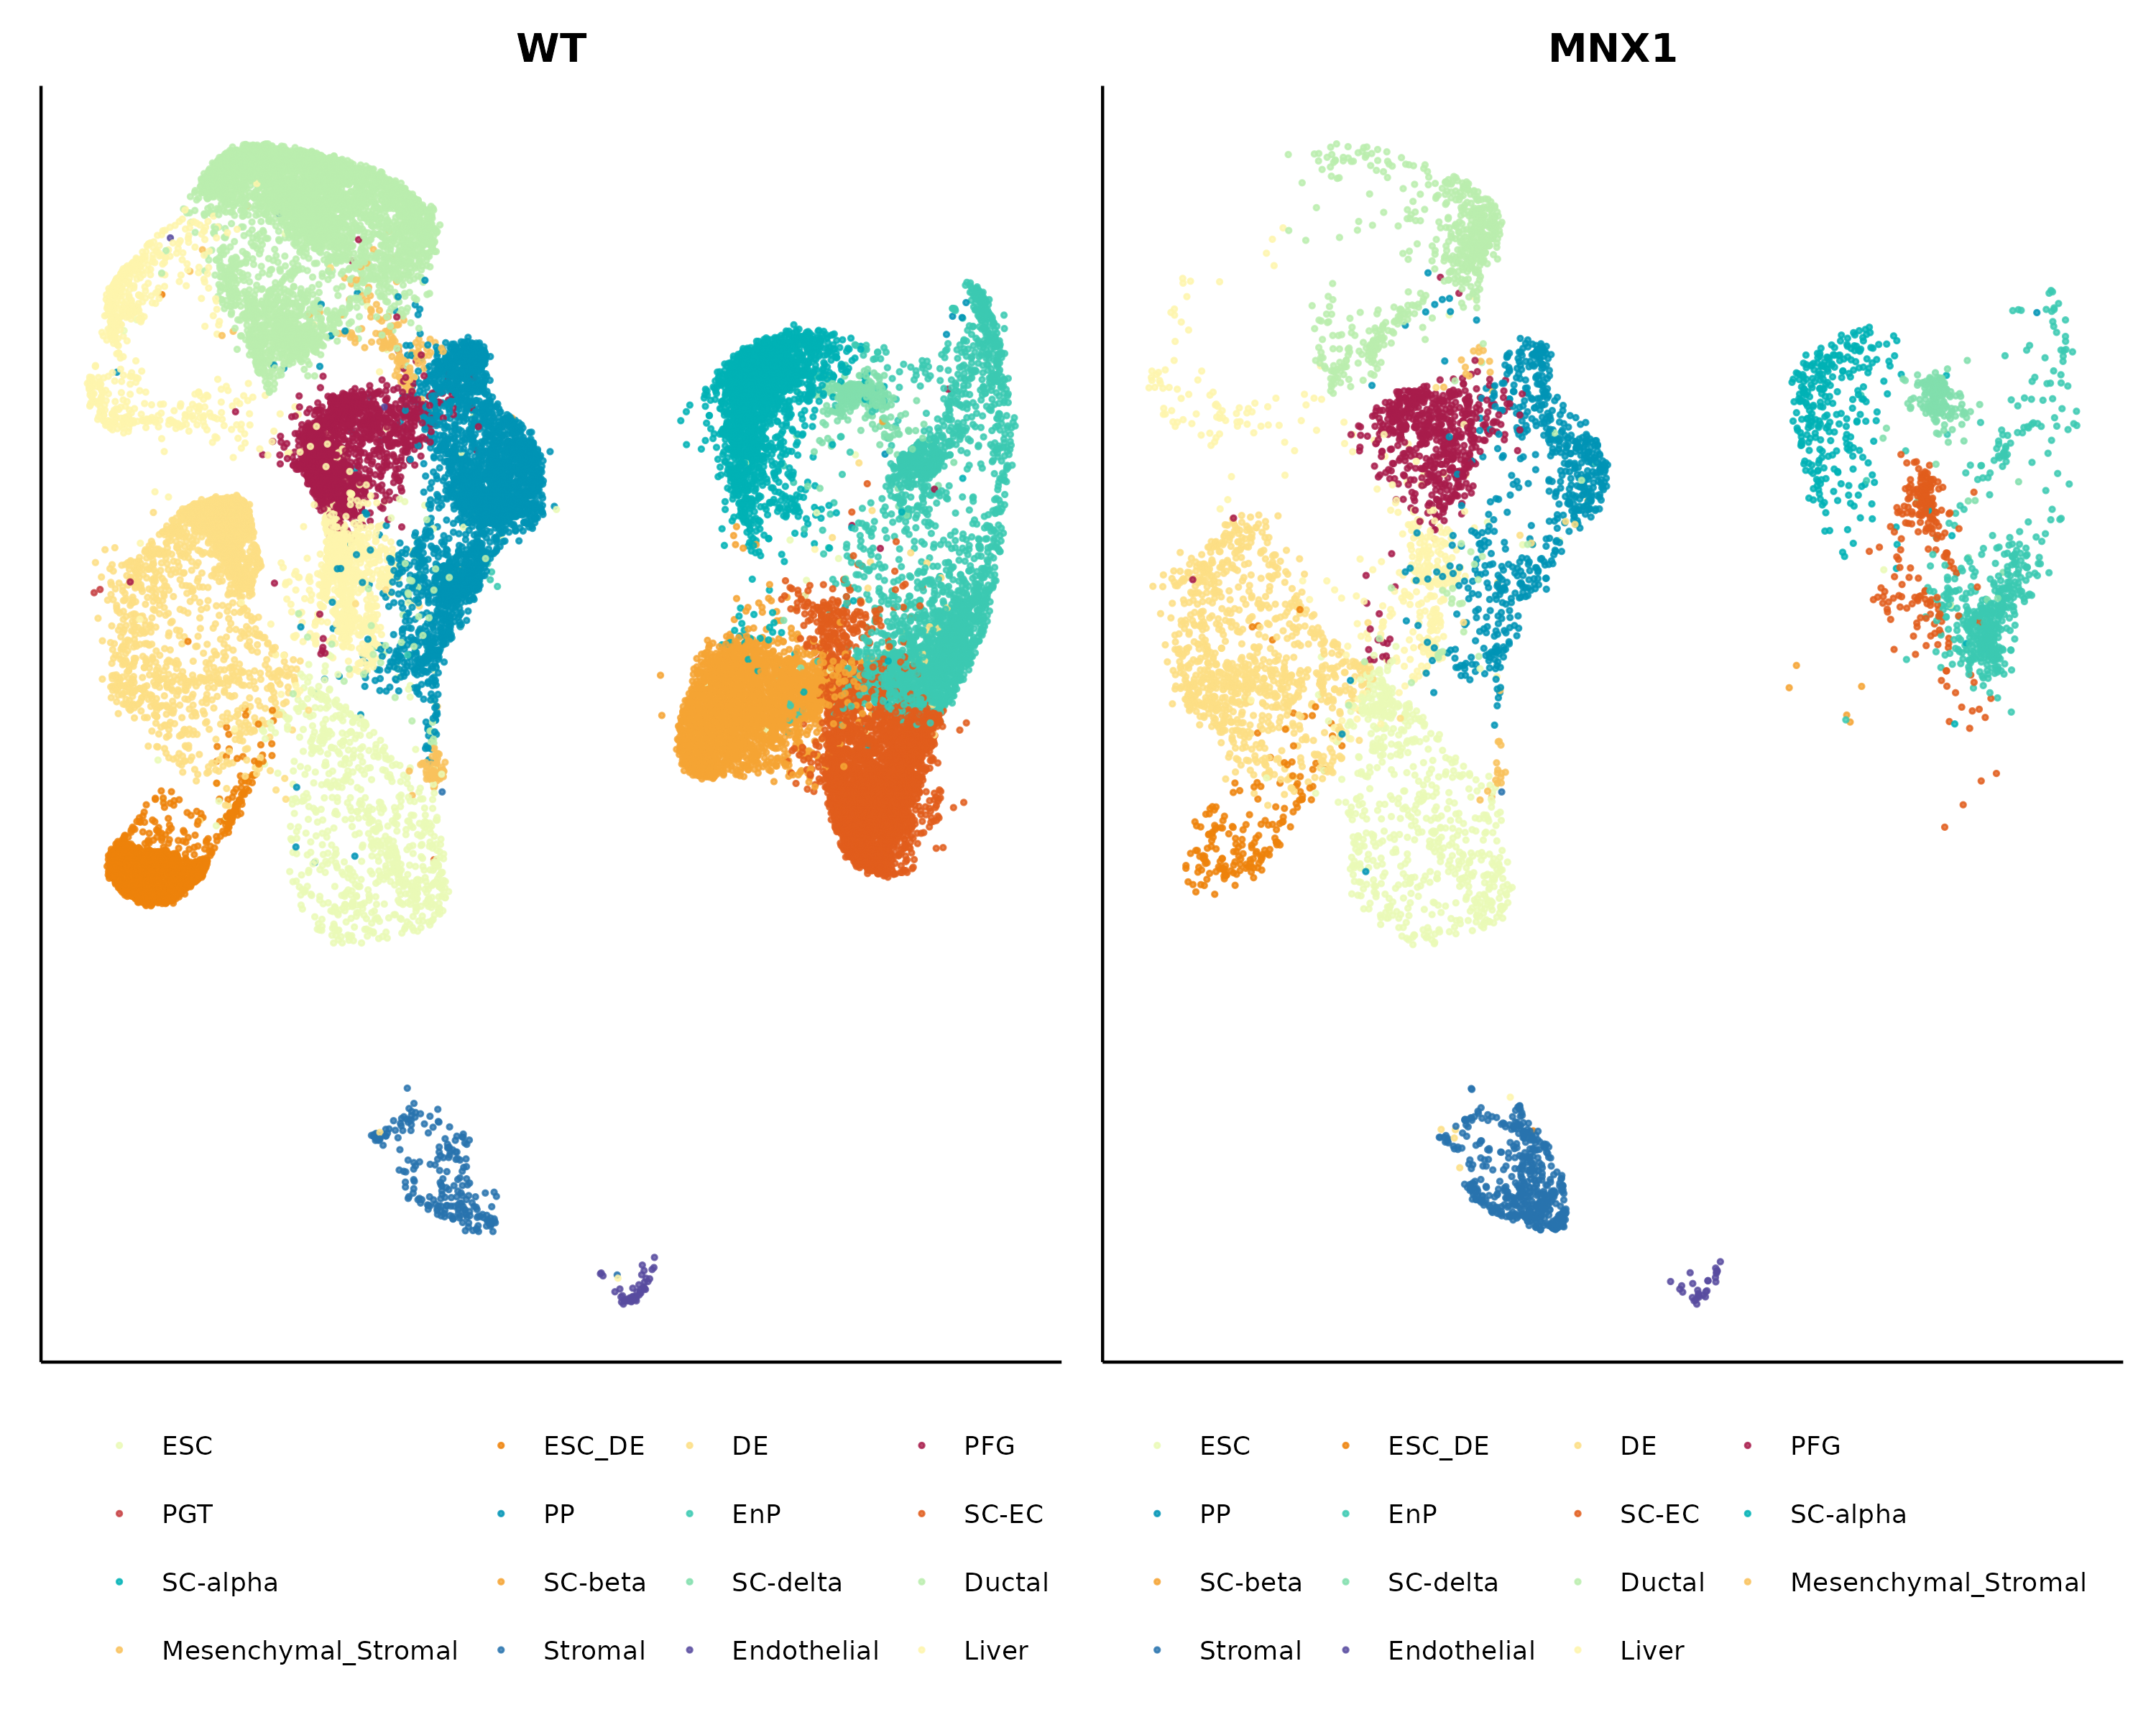 WT
MNX1
ESC ESC_DE DE PFG
PGT PP EnP SC-EC
SC-alpha SC-beta SC-delta Ductal
Mesenchymal_Stromal Stromal Endothelial Liver
ESC ESC_DE DE PFG
PP EnP SC-EC SC-alpha
SC-beta SC-delta Ductal Mesenchymal_Stromal
Stromal Endothelial Liver